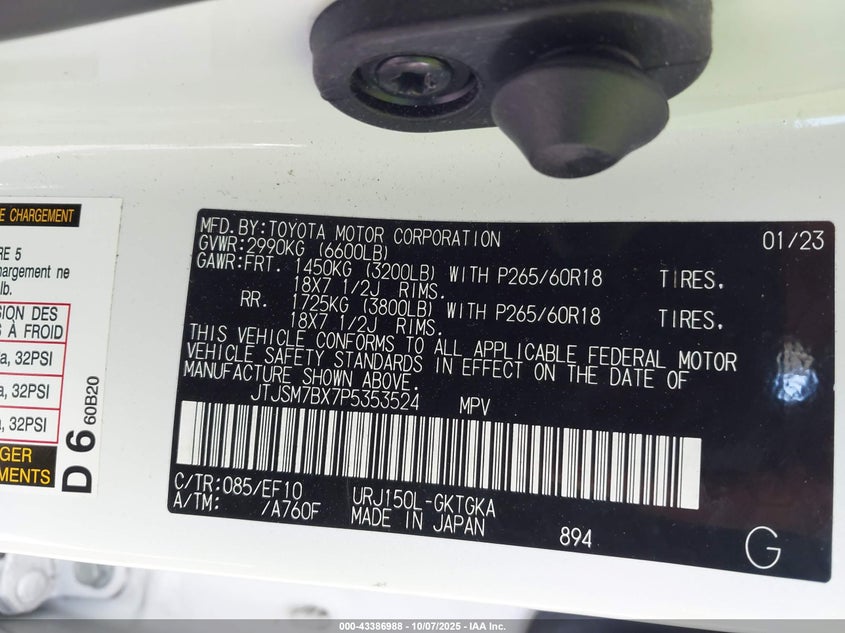 E CHARGEMENT
RE 5
chargement ne
lb.
SION DES
S À FROID
a, 32PSI
a, 32PSI
a, 32PSI
GER
EMENTS
D 6 60B20
MFD.BY:TOYOTA MOTOR CORPORATION 01/23
GVWR:2990KG (6600LB)
GAWR:FRT. 1450KG (3200LB) WITH P265/60R18 TIRES.
18X7 1/2J RIMS.
RR. 1725KG (3800LB) WITH P265/60R18 TIRES.
18X7 1/2J RIMS.
THIS VEHICLE CONFORMS TO ALL APPLICABLE FEDERAL MOTOR
VEHICLE SAFETY STANDARDS IN EFFECT ON THE DATE OF
MANUFACTURE SHOWN ABOVE.
JTJSM7BX7P5353524 MPV
C/TR:085/EF10 URJ150L-GKTGKA
A/TM: /A760F MADE IN JAPAN 894 G
000-43386988 - 10/07/2025 - IAA Inc.